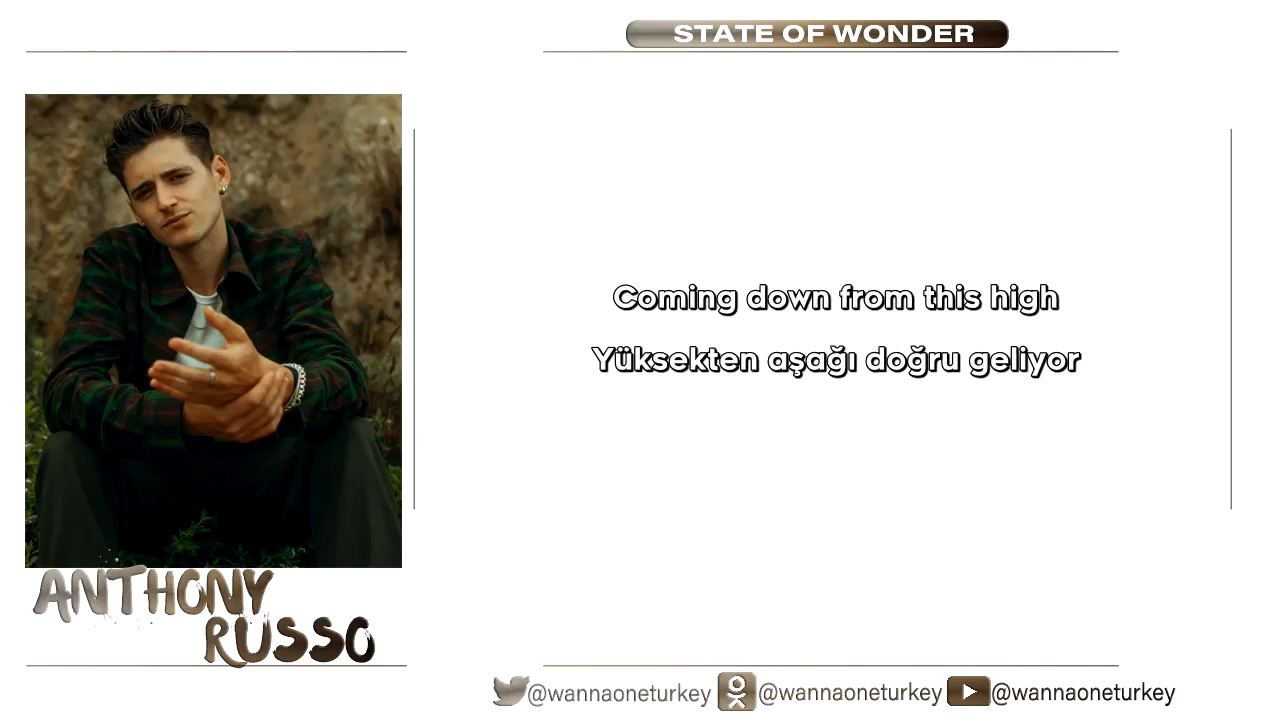 STATE OF WONDER
Coming down from this high
Yüksekten aşağı doğru geliyor
ANTHONY
RUSSO
@wannaoneturkey @wannaoneturkey @wannaoneturkey